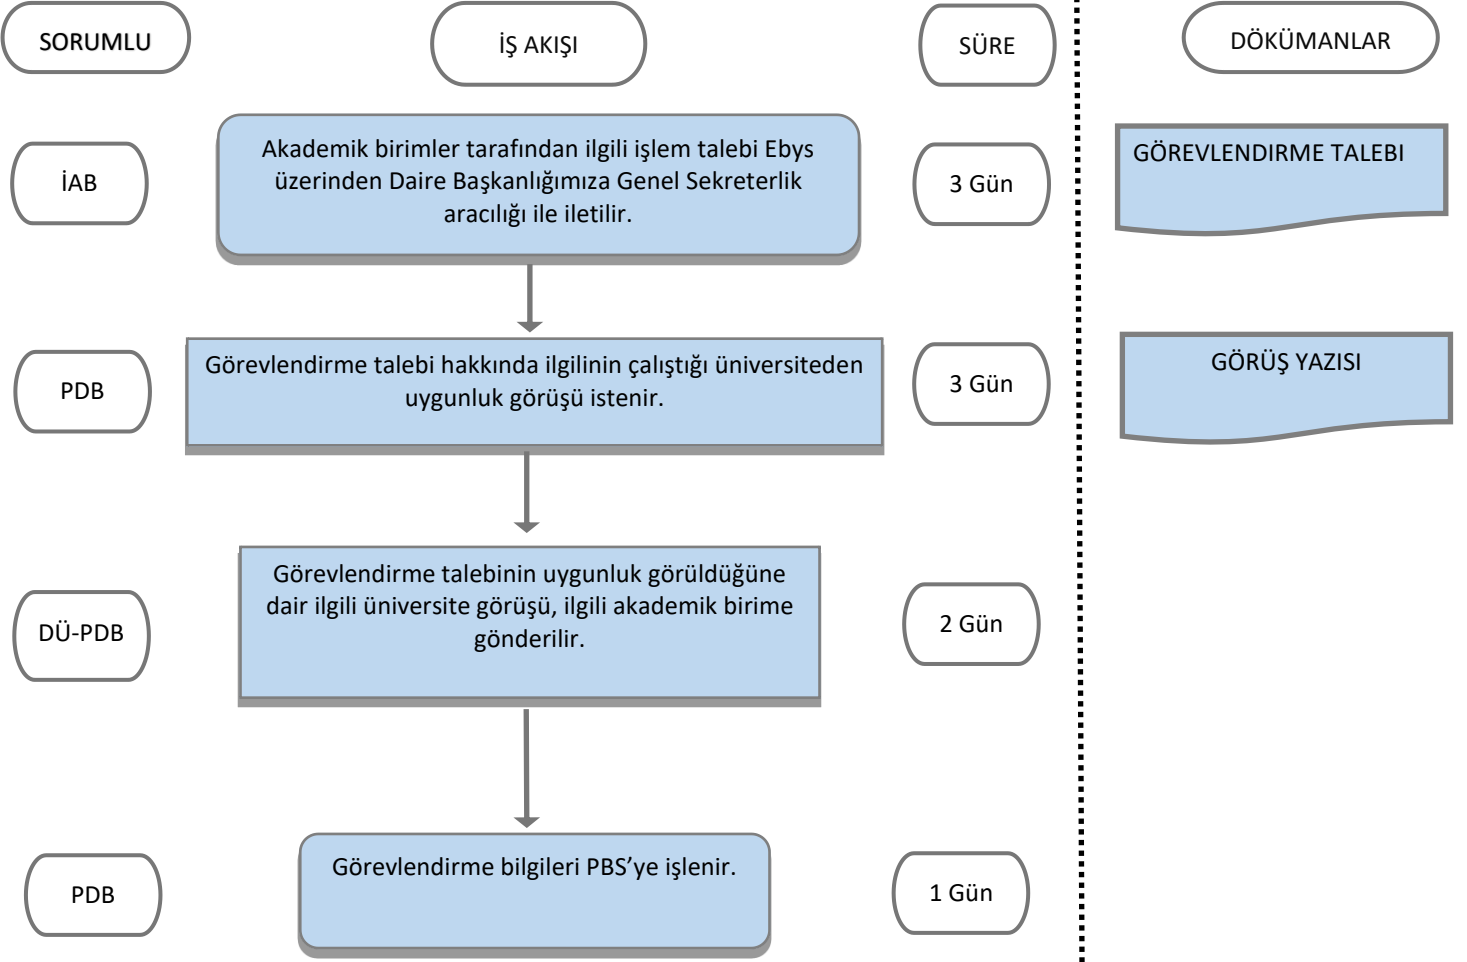 SORUMLU
İŞ AKIŞI
SÜRE
DÖKÜMANLAR
İAB
Akademik birimler tarafından ilgili işlem talebi Ebys
üzerinden Daire Başkanlığımıza Genel Sekreterlik
aracılığı ile iletilir.
3 Gün
GÖREVLENDIRME TALEBI
PDB
Görevlendirme talebi hakkında ilgilinin çalıştığı üniversiteden
uygunluk görüşü istenir.
3 Gün
GÖRÜŞ YAZISI
DÜ-PDB
Görevlendirme talebinin uygunluk görüldüğüne
dair ilgili üniversite görüşü, ilgili akademik birime
gönderilir.
2 Gün
PDB
Görevlendirme bilgileri PBS’ye işlenir.
1 Gün